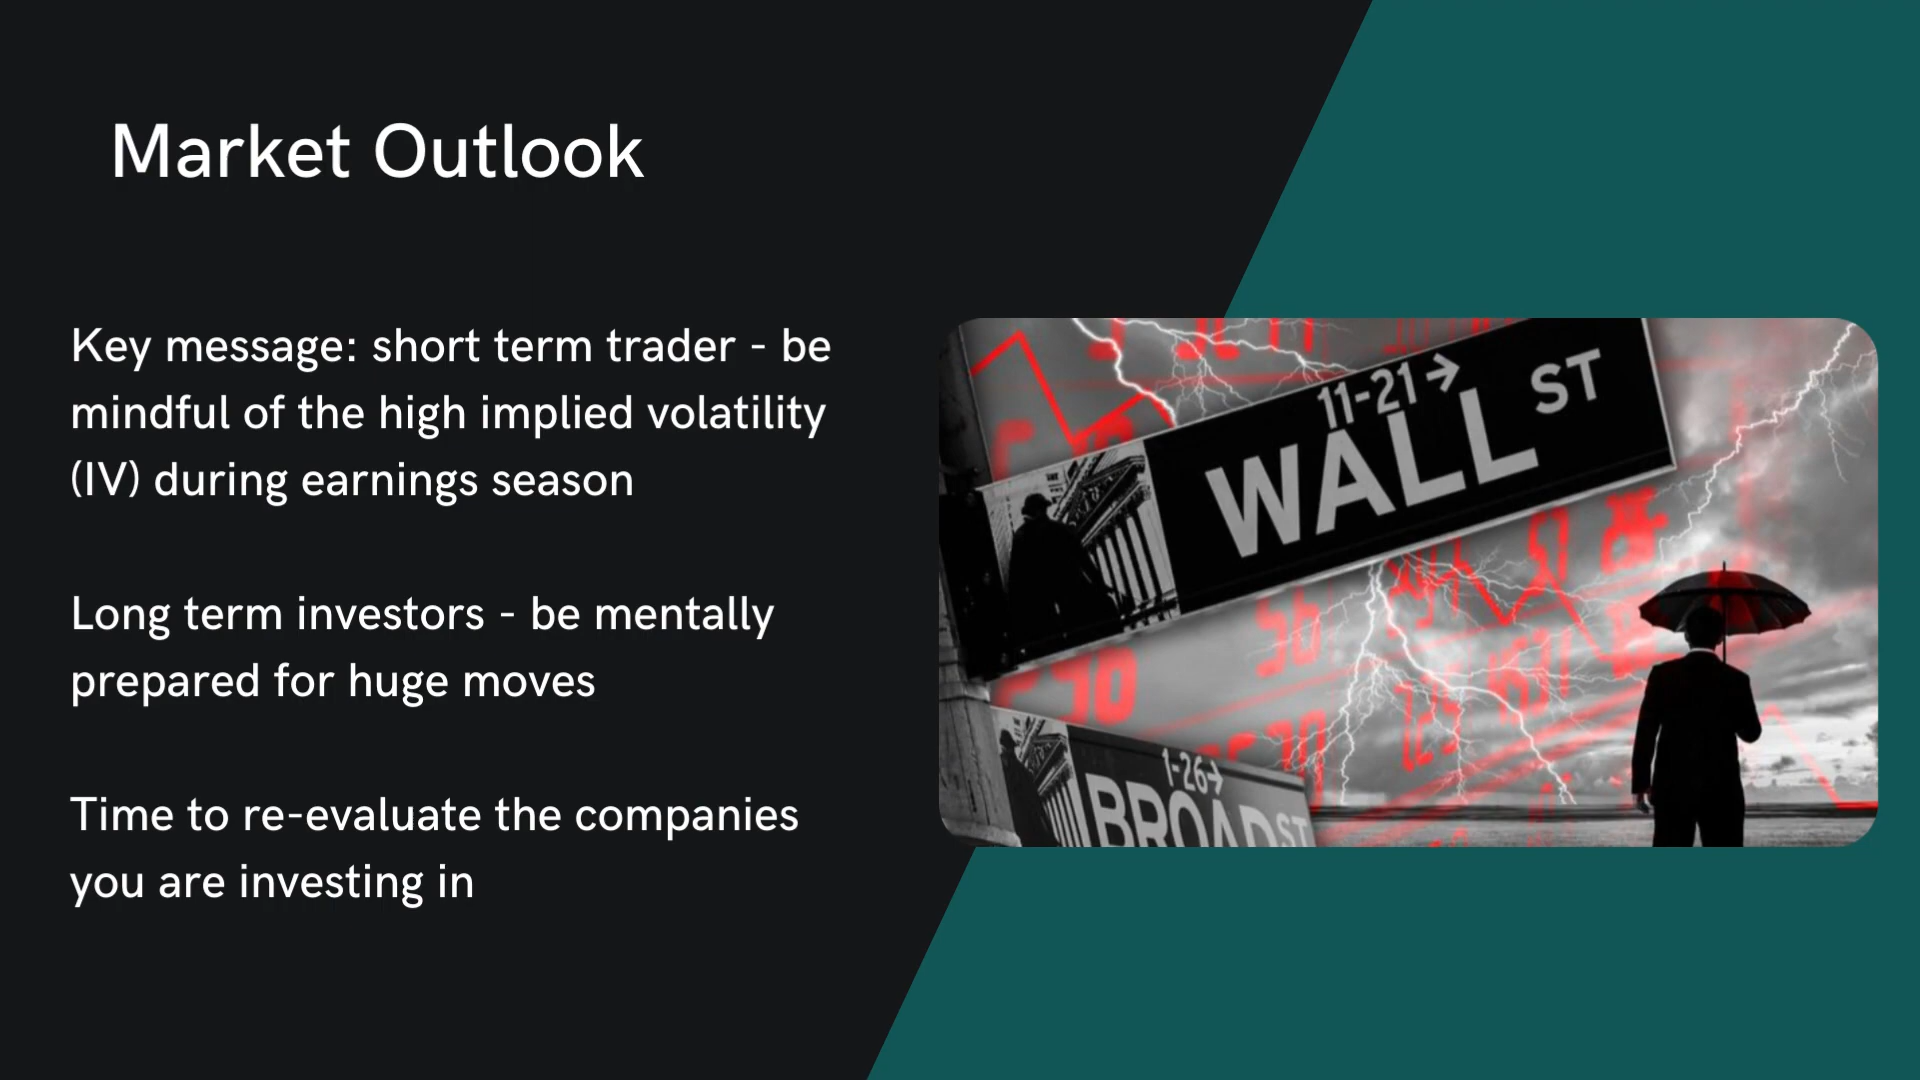 Market Outlook
Key message: short term trader - be
mindful of the high implied volatility
(IV) during earnings season
Long term investors - be mentally
prepared for huge moves
Time to re-evaluate the companies
you are investing in
11-21→
WALL ST
1-26→
BROAD ST